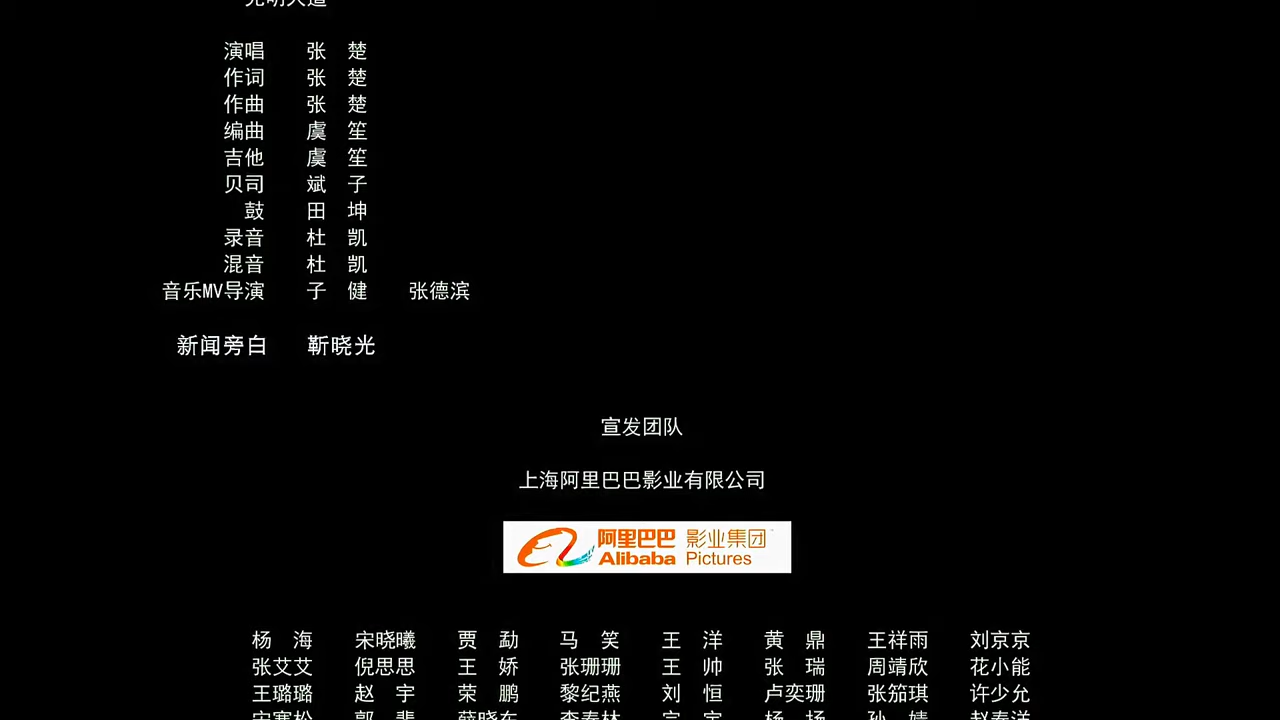 光明大道
演唱 张 楚
作词 张 楚
作曲 张 楚
编曲 虞 笙
吉他 虞 笙
贝司 斌 子
鼓 田 坤
录音 杜 凯
混音 杜 凯
音乐MV导演 子 健 张德滨
新闻旁白 靳晓光
宣发团队
上海阿里巴巴影业有限公司
阿里巴巴 影业集团
Alibaba Pictures
杨 海 宋晓曦 贾 勐 马 笑 王 洋 黄 鼎 王祥雨 刘京京
张艾艾 倪思思 王 娇 张珊珊 王 帅 张 瑞 周靖欣 花小能
王璐璐 赵 宇 荣 鹏 黎纪燕 刘 恒 卢奕珊 张笳琪 许少允